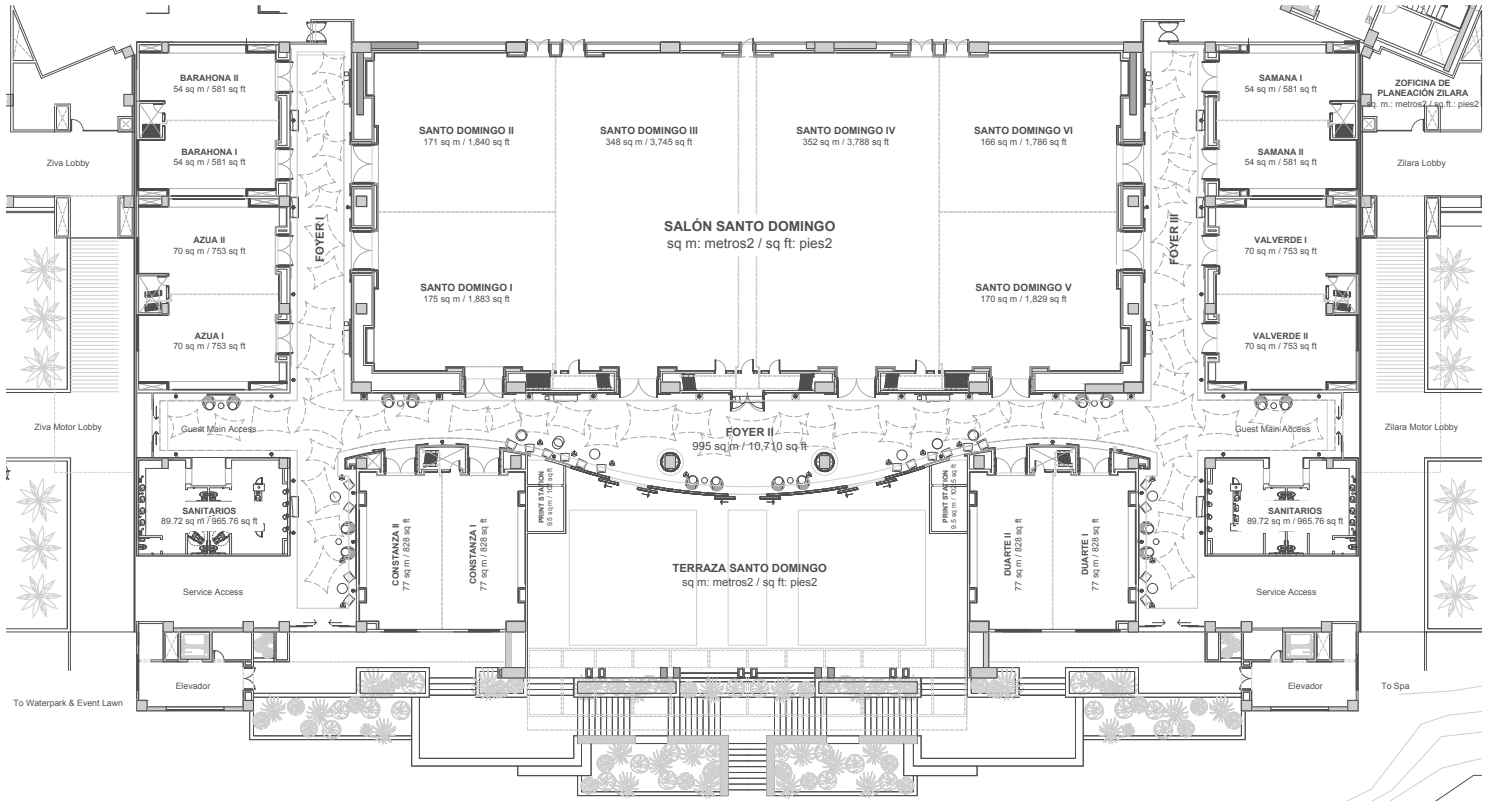 BARAHONA II
54 sq m / 581 sq ft
BARAHONA I
54 sq m / 581 sq ft
Ziva Lobby
AZUA II
70 sq m / 753 sq ft
AZUA I
70 sq m / 753 sq ft
Ziva Motor Lobby
FOYER I
SANTO DOMINGO II
171 sq m / 1,840 sq ft
SANTO DOMINGO III
348 sq m / 3,745 sq ft
SANTO DOMINGO IV
352 sq m / 3,788 sq ft
SANTO DOMINGO VI
166 sq m / 1,786 sq ft
SALÓN SANTO DOMINGO
sq m: metros2 / sq ft: pies2
SANTO DOMINGO I
175 sq m / 1,883 sq ft
SANTO DOMINGO V
170 sq m / 1,829 sq ft
FOYER III
SAMANA I
54 sq m / 581 sq ft
SAMANA II
54 sq m / 581 sq ft
ZOFICINA DE
PLANEACIÓN ZILARA
sq. m.: metros2 / sq.ft.: pies2
Zilara Lobby
VALVERDE I
70 sq m / 753 sq ft
VALVERDE II
70 sq m / 753 sq ft
Zilara Motor Lobby
Guest Main Access
FOYER II
995 sq m / 10,710 sq ft
Guest Main Access
SANITARIOS
89.72 sq m / 965.76 sq ft
CONSTANZA II
77 sq m / 828 sq ft
CONSTANZA I
77 sq m / 828 sq ft
PRINT STATION
9.5 sq m /
TERRAZA SANTO DOMINGO
sq m: metros2 / sq ft: pies2
PRINT STATION
9.5 sq m /
DUARTE II
77 sq m / 828 sq ft
DUARTE I
77 sq m / 828 sq ft
SANITARIOS
89.72 sq m / 965.76 sq ft
Service Access
Service Access
Elevador
To Waterpark & Event Lawn
Elevador
To Spa